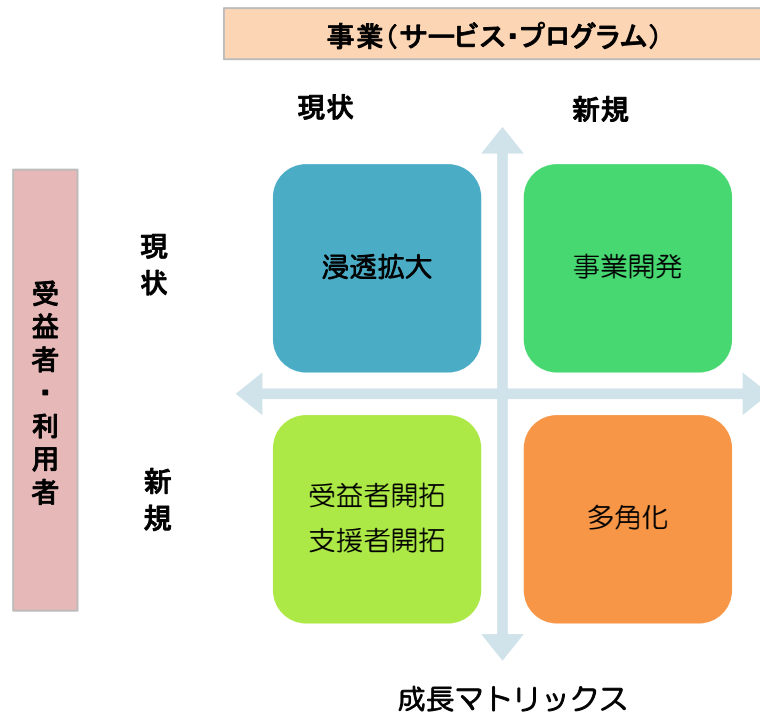 事業（サービス・プログラム）
現状
新規
受益者・利用者
現状
浸透拡大
事業開発
新規
受益者開拓
支援者開拓
多角化
成長マトリックス